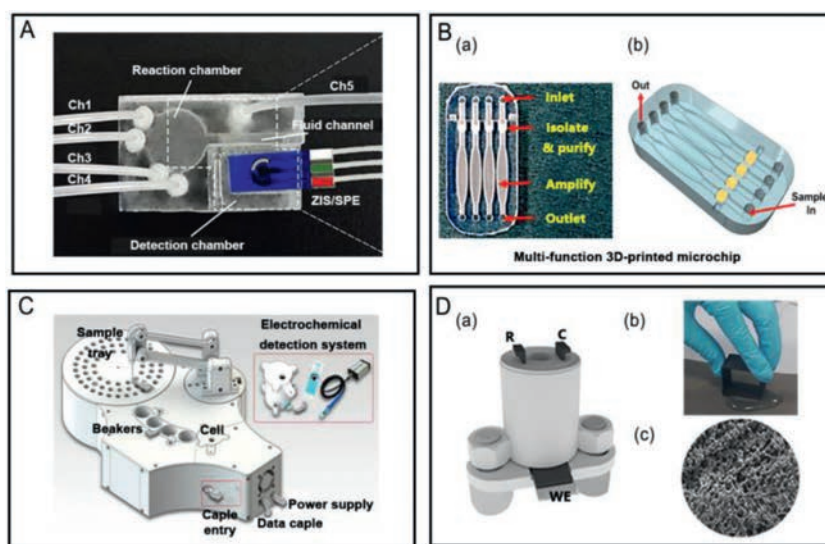 A
Reaction chamber
Ch1
Ch2
Ch3
Ch4
Ch5
Fluid channel
ZIS/SPE
Detection chamber
B
(a)
(b)
Inlet
Isolate
& purify
Amplify
Outlet
Out
Sample
In
Multi-function 3D-printed microchip
C
Sample
tray
Electrochemical
detection system
Beakers
Cell
Power supply
Data caple
Caple
entry
D
(a)
R
C
WE
(b)
(c)